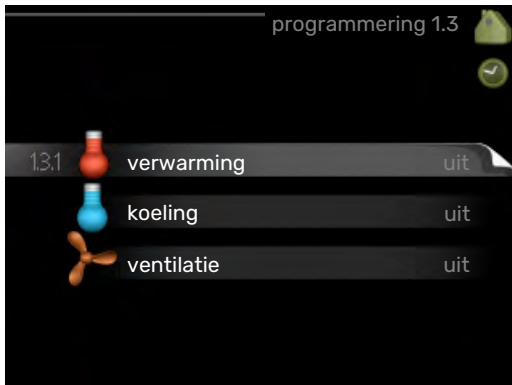 programmering 1.3
1.3.1 verwarming uit
koeling uit
ventilatie uit